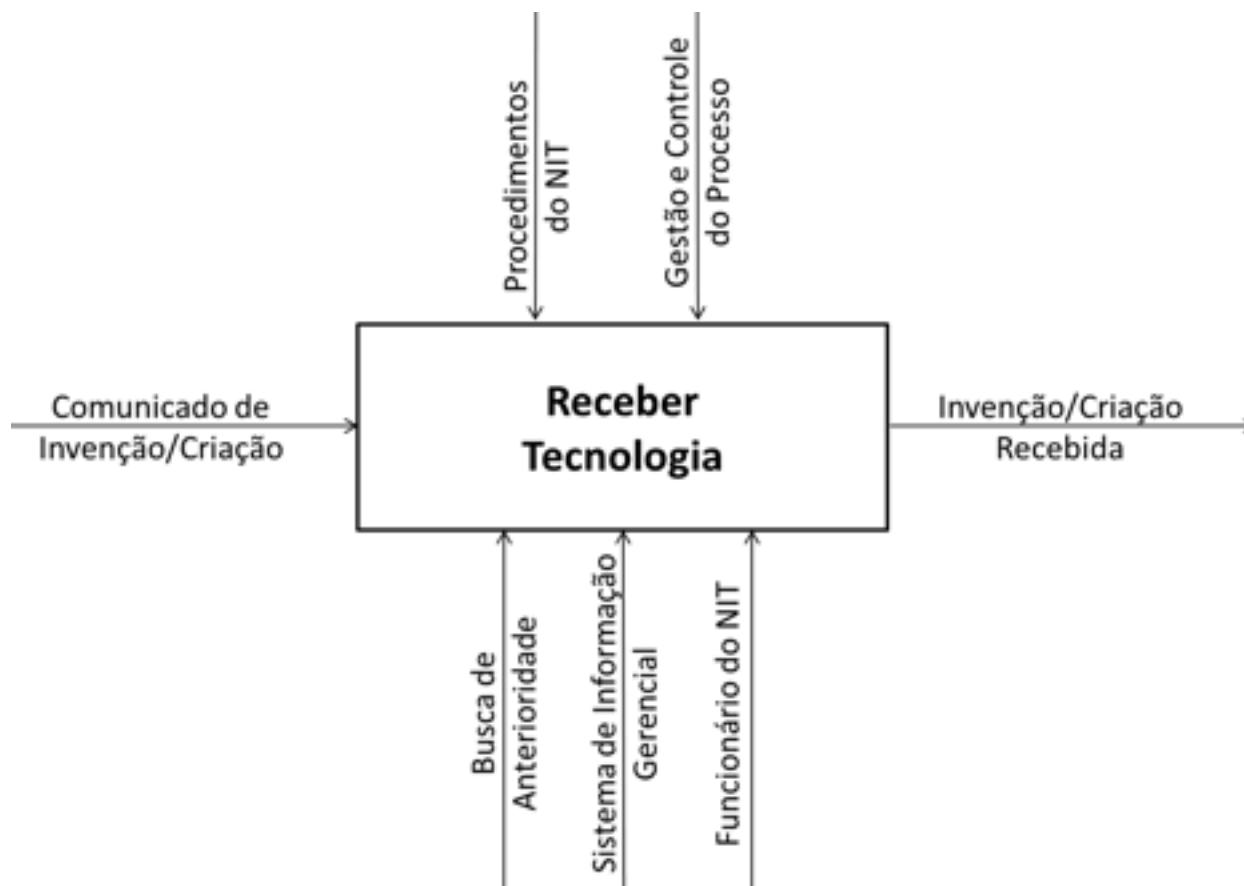 Procedimentos
do NIT
Gestão e Controle
do Processo
Comunicado de
Invenção/Criação
Receber
Tecnologia
Invenção/Criação
Recebida
Busca de
Anterioridade
Sistema de Informação
Gerencial
Funcionário do NIT